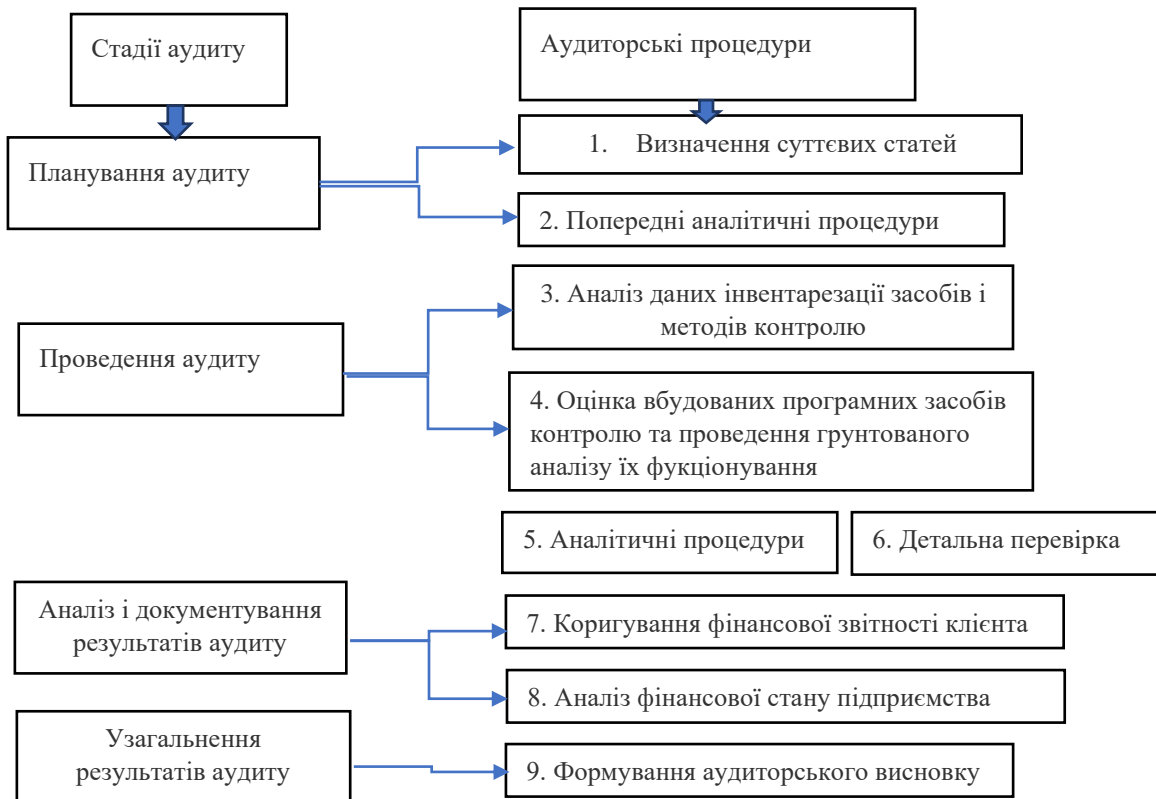 Стадії аудиту
Аудиторські процедури
Планування аудиту
1. Визначення суттєвих статей
2. Попередні аналітичні процедури
Проведення аудиту
3. Аналіз даних інвентарезації засобів і
методів контролю
4. Оцінка вбудованих програмних засобів
контролю та проведення грунтованого
аналізу їх фукціонування
5. Аналітичні процедури
6. Детальна перевірка
Аналіз і документування
результатів аудиту
7. Коригування фінансової звітності клієнта
8. Аналіз фінансової стану підприємства
Узагальнення
результатів аудиту
9. Формування аудиторського висновку